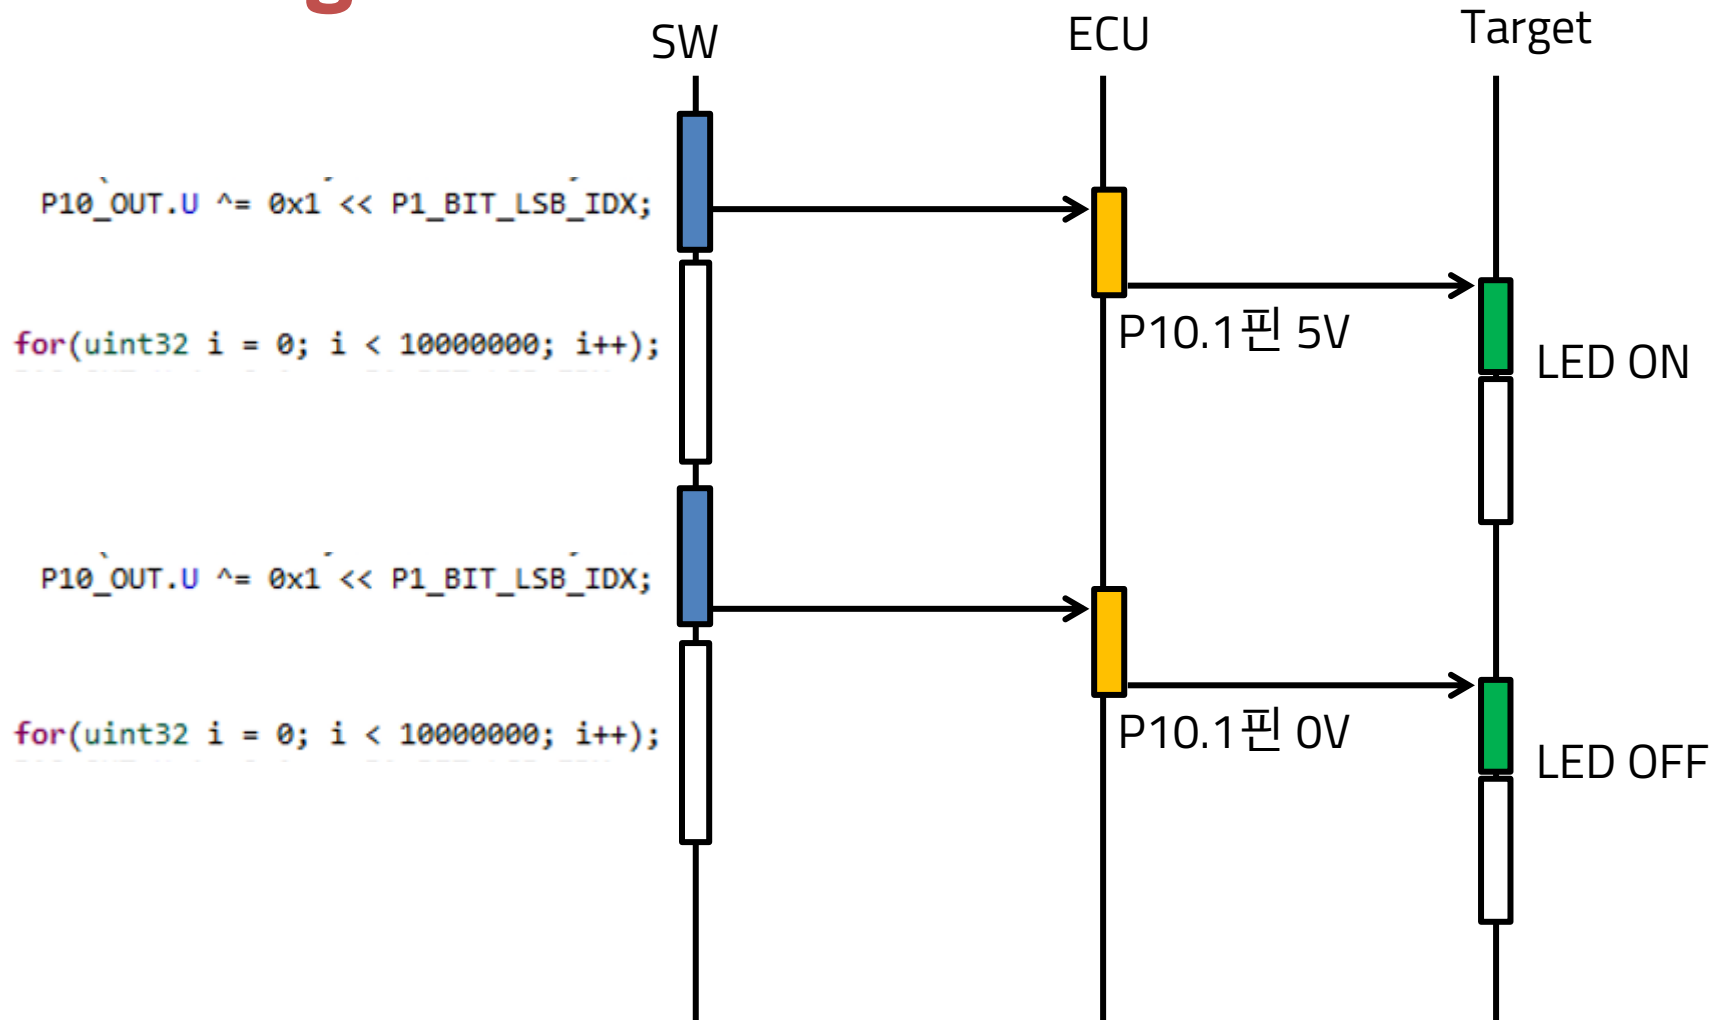 SW
ECU
Target
P10_OUT.U ^= 0x1 << P1_BIT_LSB_IDX;
for(uint32 i = 0; i < 10000000; i++);
P10.1핀 5V
LED ON
P10_OUT.U ^= 0x1 << P1_BIT_LSB_IDX;
for(uint32 i = 0; i < 10000000; i++);
P10.1핀 0V
LED OFF